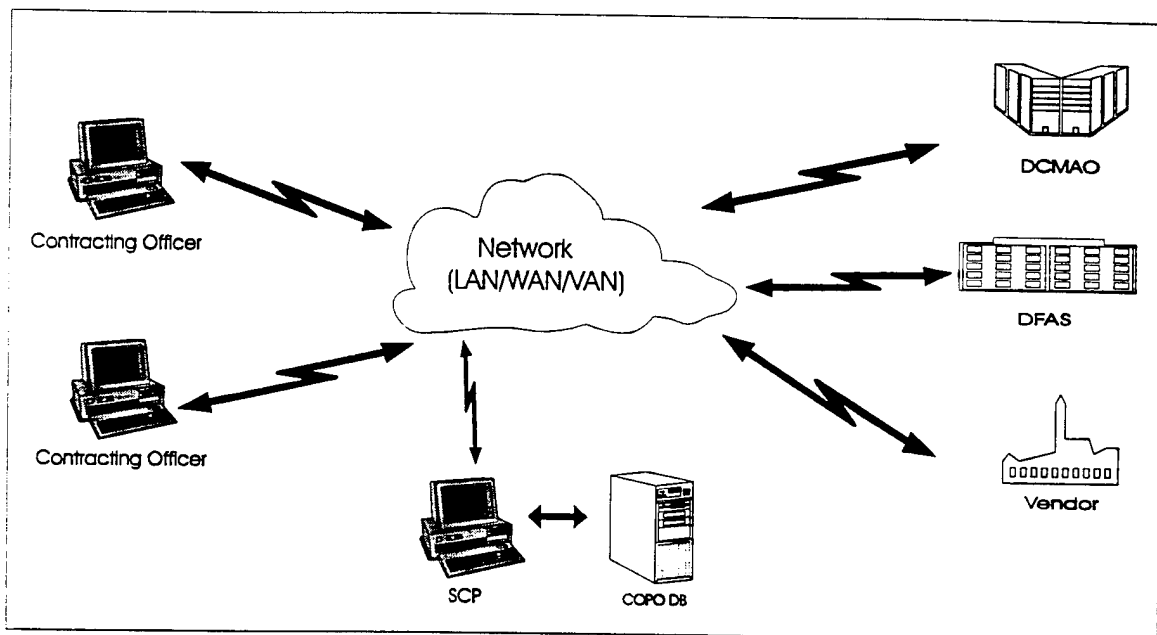 Contracting Officer
Contracting Officer
Network
(LAN/WAN/VAN)
DCMAO
DFAS
Vendor
SCP
COPO DB